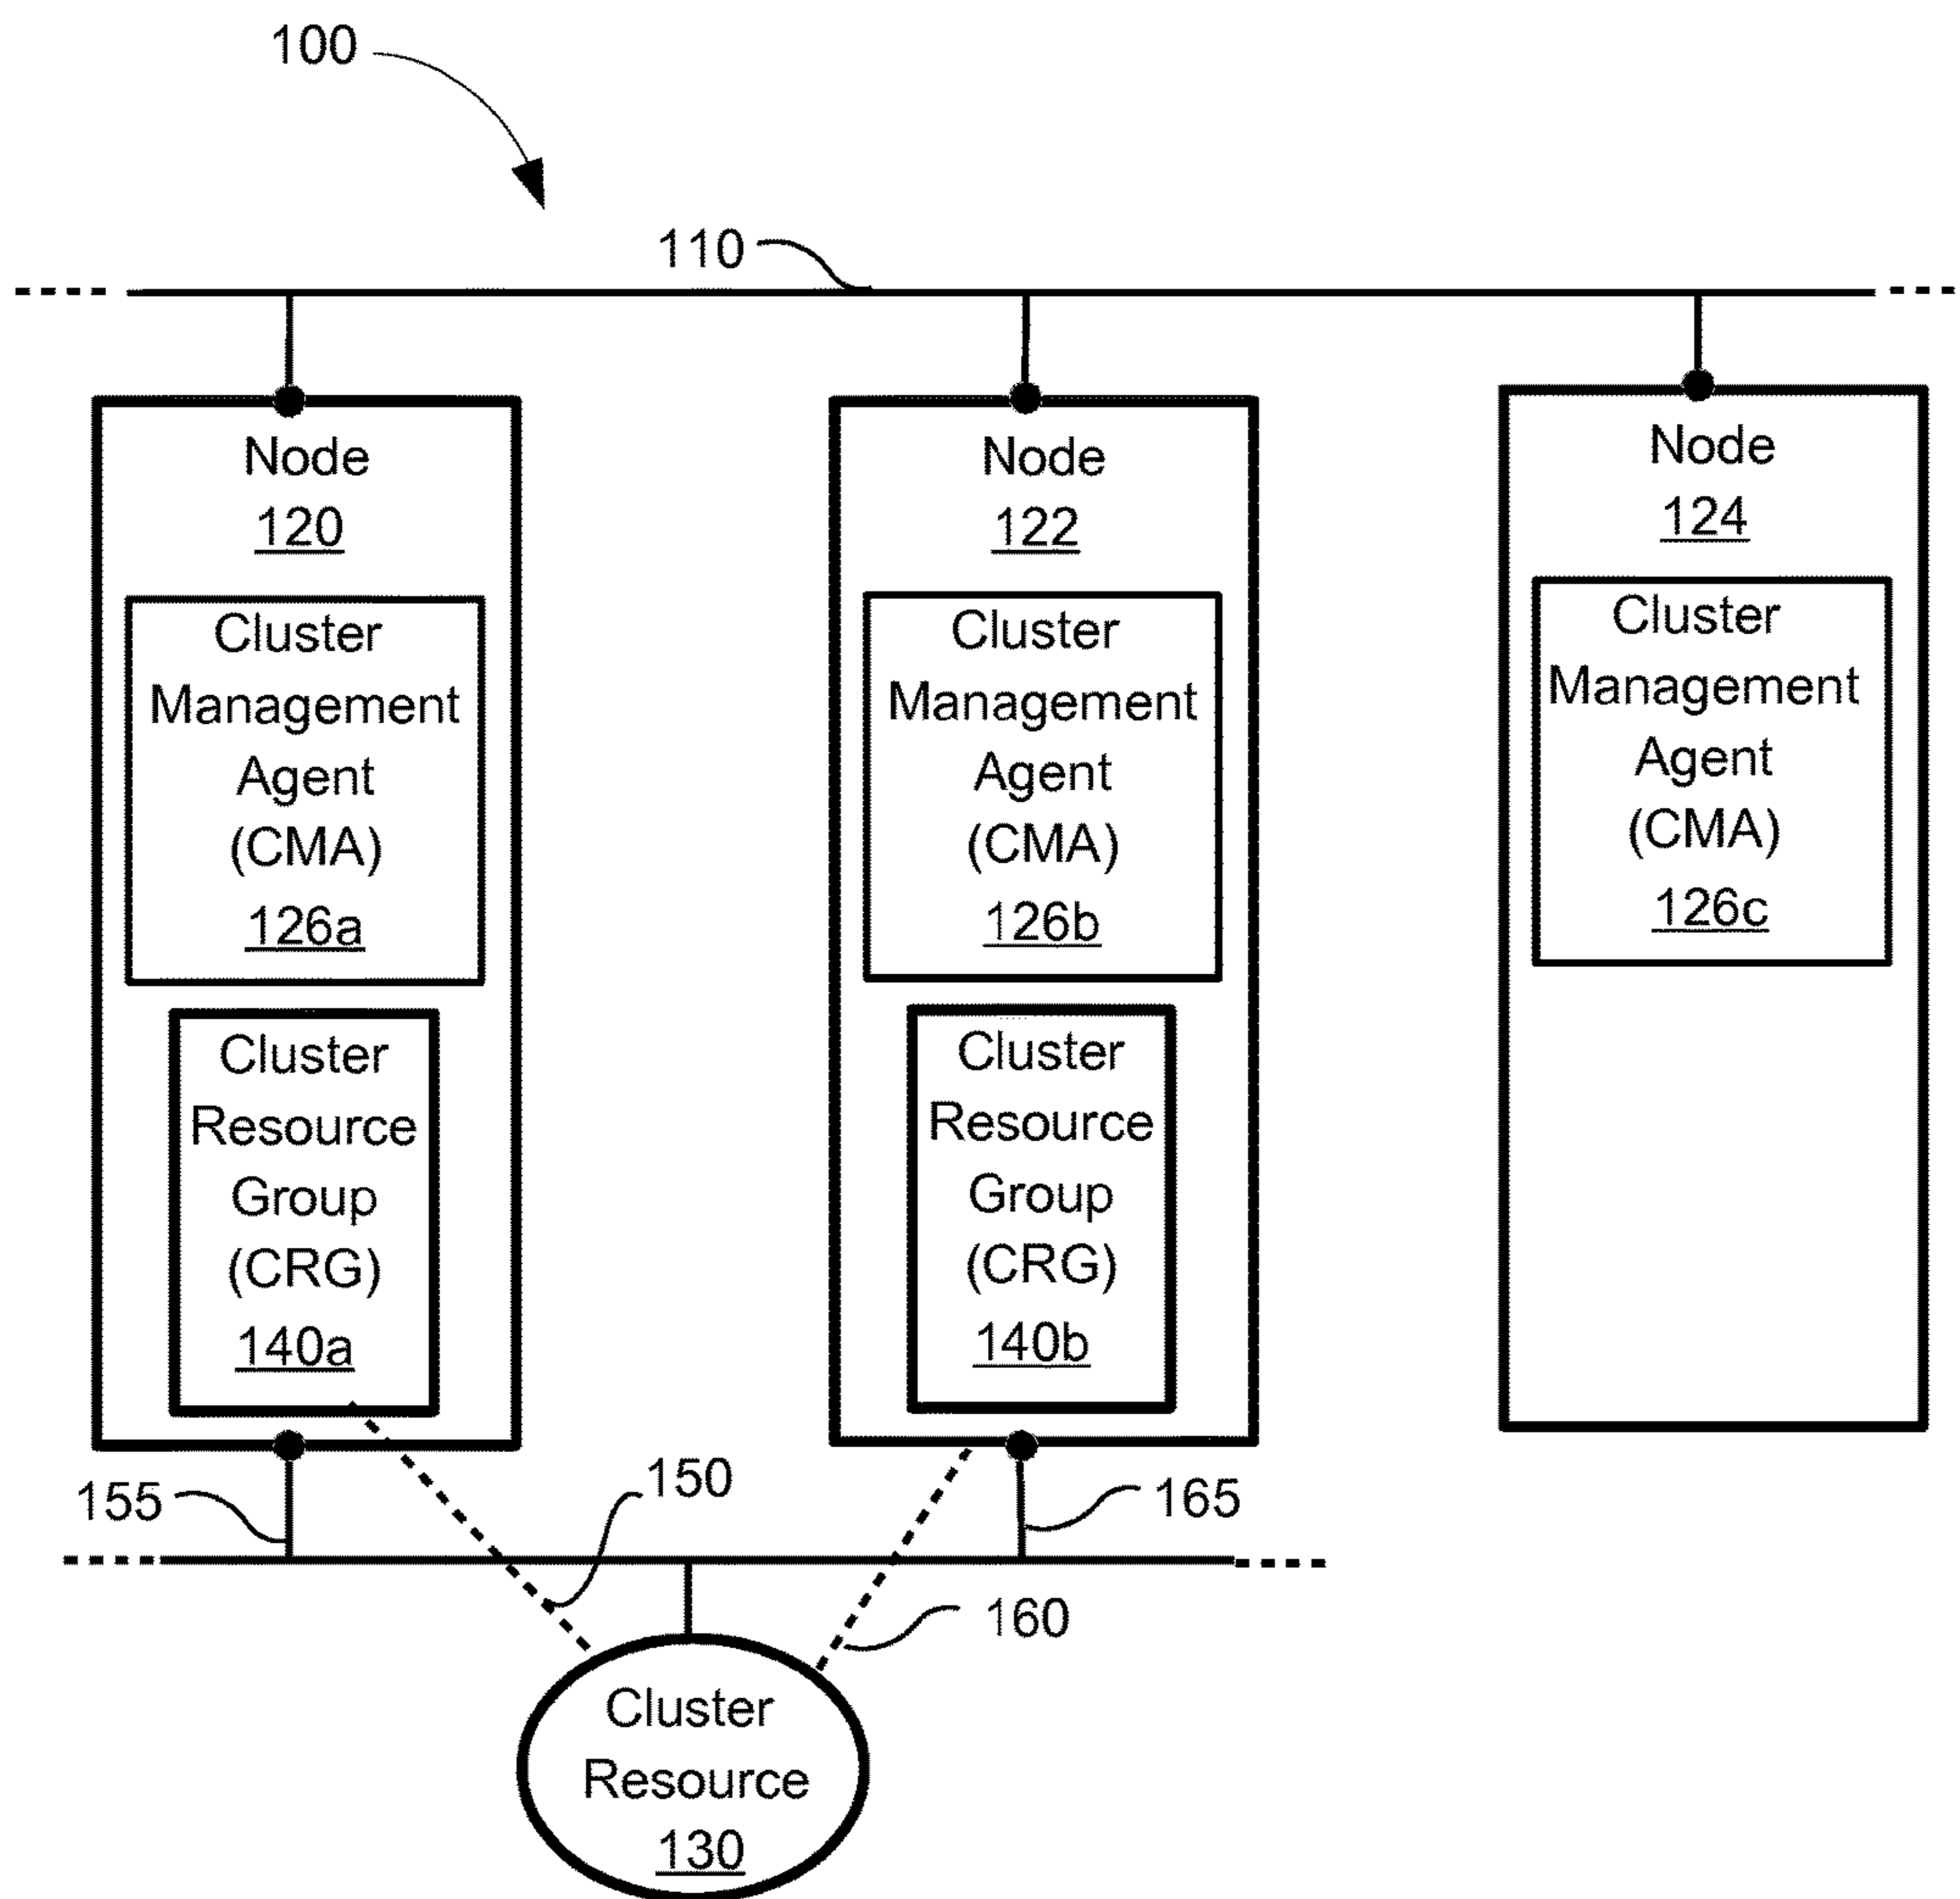 100
110
Node
120
Cluster
Management
Agent
(CMA)
126a
Cluster
Resource
Group
(CRG)
140a
Node
122
Cluster
Management
Agent
(CMA)
126b
Cluster
Resource
Group
(CRG)
140b
Node
124
Cluster
Management
Agent
(CMA)
126c
155
150
165
160
Cluster
Resource
130